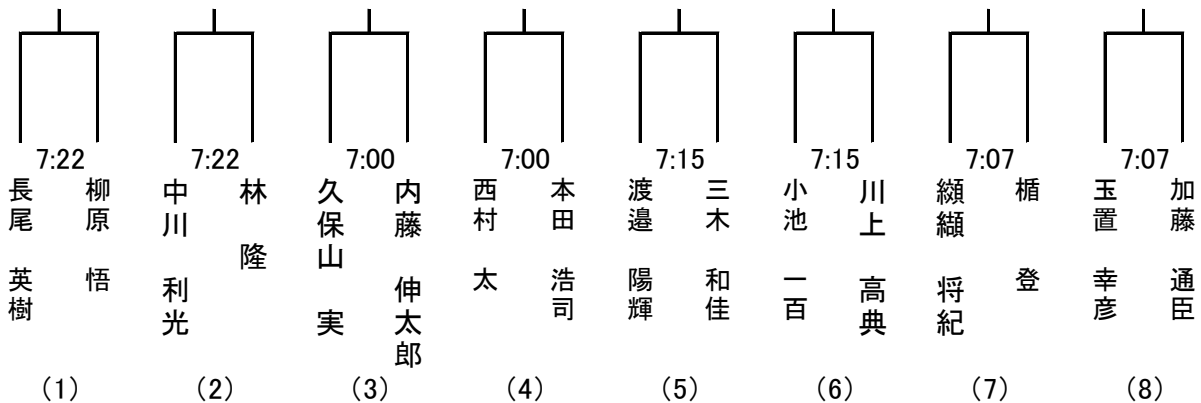 7:22 7:22 7:00 7:00 7:15 7:15 7:07 7:07
長尾 英樹
柳原 悟
中川 利光
林 隆
久保山 実
内藤 伸太郎
西村 太
本田 浩司
渡邉 陽輝
三木 和佳
小池 一百
川上 高典
纐纈 将紀
楯 登
玉置 幸彦
加藤 通臣
(1) (2) (3) (4) (5) (6) (7) (8)